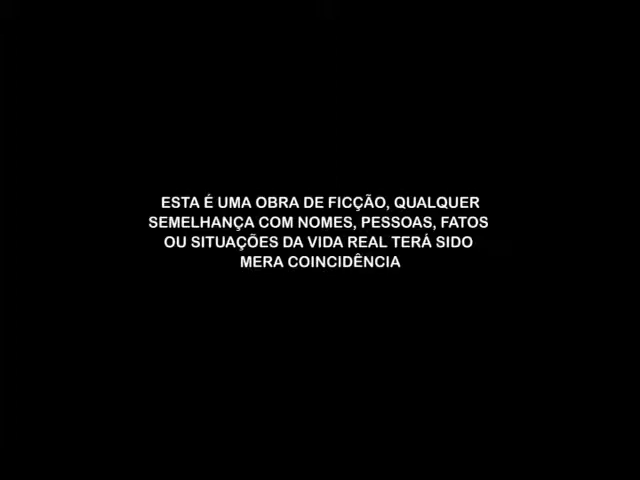 ESTA É UMA OBRA DE FICÇÃO, QUALQUER
SEMELHANÇA COM NOMES, PESSOAS, FATOS
OU SITUAÇÕES DA VIDA REAL TERÁ SIDO
MERA COINCIDÊNCIA